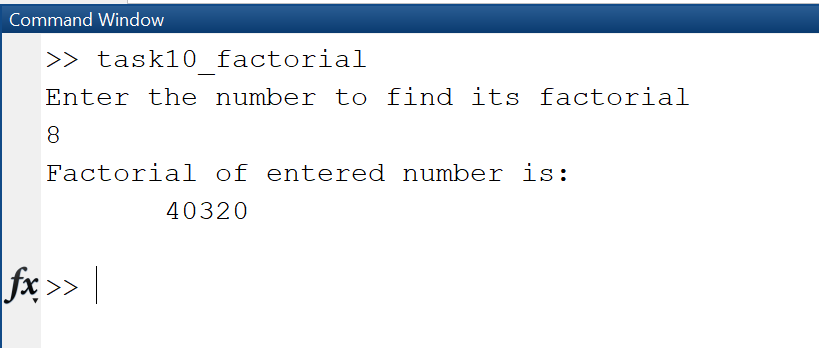 Command Window
>> task10_factorial
Enter the number to find its factorial
8
Factorial of entered number is:
40320
fx >>